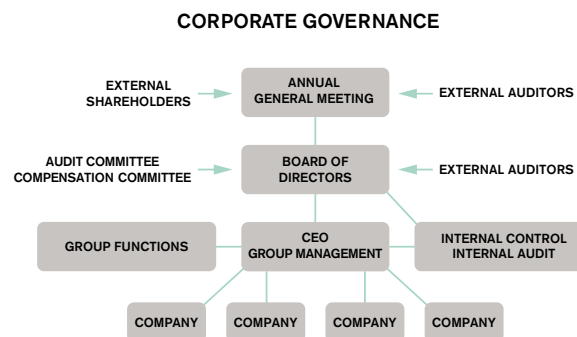 CORPORATE GOVERNANCE
EXTERNAL
SHAREHOLDERS
ANNUAL
GENERAL MEETING
EXTERNAL AUDITORS
AUDIT COMMITTEE
COMPENSATION COMMITTEE
BOARD OF
DIRECTORS
EXTERNAL AUDITORS
GROUP FUNCTIONS
CEO
GROUP MANAGEMENT
INTERNAL CONTROL
INTERNAL AUDIT
COMPANY
COMPANY
COMPANY
COMPANY